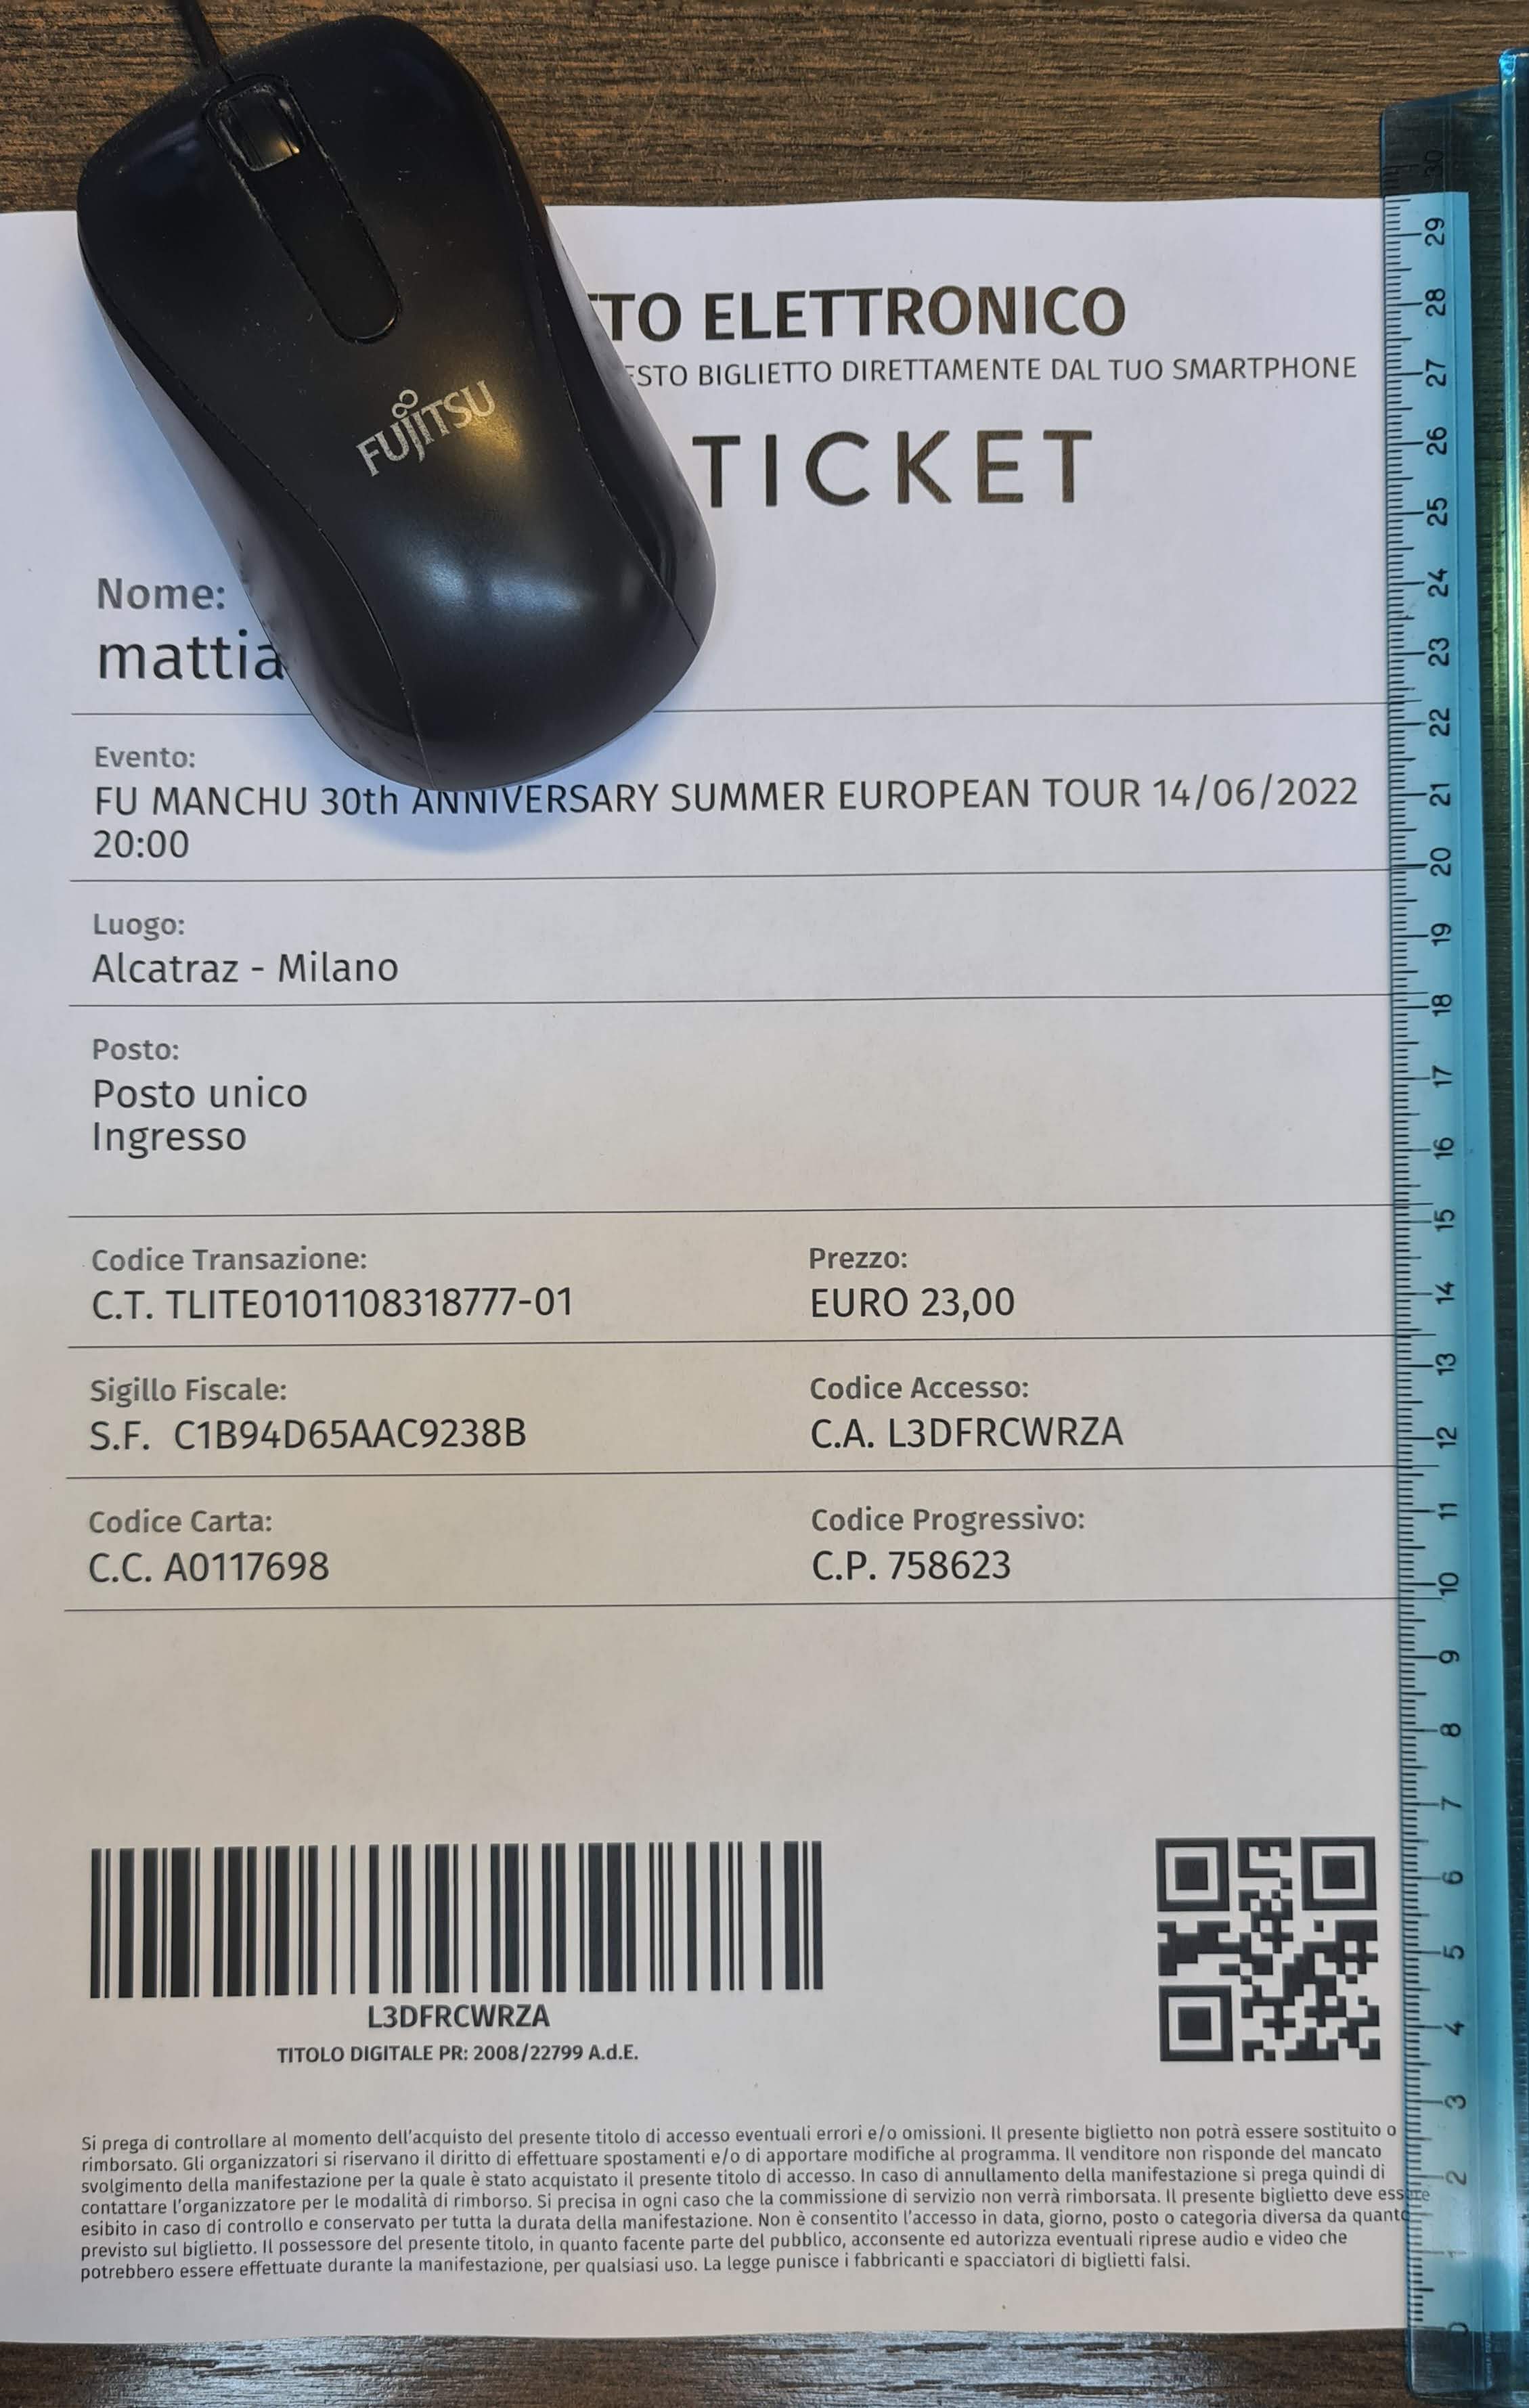 FUJITSU
TTO ELETTRONICO
ESTO BIGLIETTO DIRETTAMENTE DAL TUO SMARTPHONE
TICKET
Nome:
mattia
Evento:
FU MANCHU 30th ANNIVERSARY SUMMER EUROPEAN TOUR 14/06/2022
20:00
Luogo:
Alcatraz - Milano
Posto:
Posto unico
Ingresso
Codice Transazione: Prezzo:
C.T. TLITE0101108318777-01 EURO 23,00
Sigillo Fiscale: Codice Accesso:
S.F. C1B94D65AAC9238B C.A. L3DFRCWRZA
Codice Carta: Codice Progressivo:
C.C. A0117698 C.P. 758623
L3DFRCWRZA
TITOLO DIGITALE PR: 2008/22799 A.d.E.
Si prega di controllare al momento dell'acquisto del presente titolo di accesso eventuali errori e/o omissioni. Il presente biglietto non potrà essere sostituito o
rimborsato. Gli organizzatori si riservano il diritto di effettuare spostamenti e/o di apportare modifiche al programma. Il venditore non risponde del mancato
svolgimento della manifestazione per la quale è stato acquistato il presente titolo di accesso. In caso di annullamento della manifestazione si prega quindi di
contattare l'organizzatore per le modalità di rimborso. Si precisa in ogni caso che la commissione di servizio non verrà rimborsata. Il presente biglietto deve essere
esibito in caso di controllo e conservato per tutta la durata della manifestazione. Non è consentito l'accesso in data, giorno, posto o categoria diversa da quanto
previsto sul biglietto. Il possessore del presente titolo, in quanto facente parte del pubblico, acconsente ed autorizza eventuali riprese audio e video che
potrebbero essere effettuate durante la manifestazione, per qualsiasi uso. La legge punisce i fabbricanti e spacciatori di biglietti falsi.
30
29
28
27
26
25
24
23
22
21
20
19
18
17
16
15
14
13
12
11
10
9
8
7
6
5
4
3
2
1
0